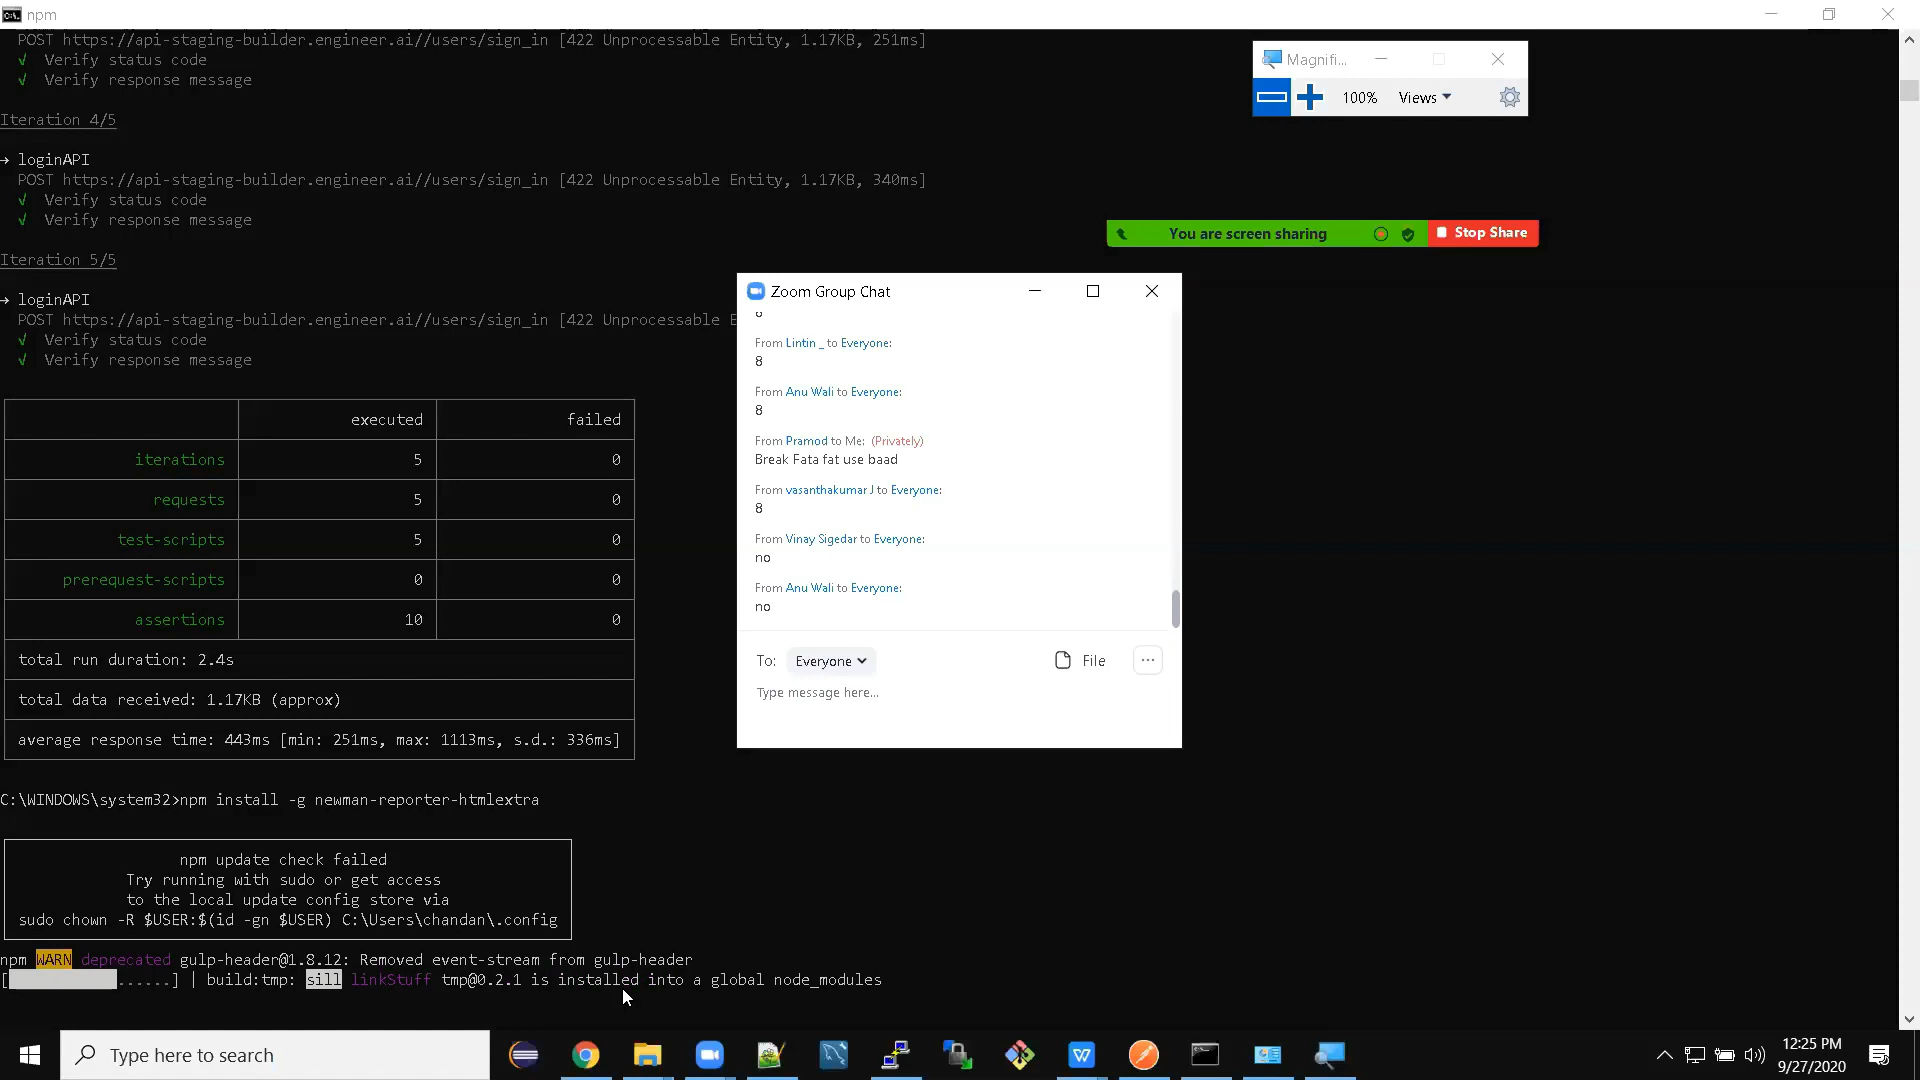 npm
POST https://api-staging-builder.engineer.ai//users/sign_in [422 Unprocessable Entity, 1.17KB, 251ms]
√ Verify status code
√ Verify response message
Iteration 4/5
→ loginAPI
POST https://api-staging-builder.engineer.ai//users/sign_in [422 Unprocessable Entity, 1.17KB, 340ms]
√ Verify status code
√ Verify response message
Iteration 5/5
→ loginAPI
POST https://api-staging-builder.engineer.ai//users/sign_in [422 Unprocessable E
√ Verify status code
√ Verify response message
executed failed
iterations 5 0
requests 5 0
test-scripts 5 0
prerequest-scripts 0 0
assertions 10 0
total run duration: 2.4s
total data received: 1.17KB (approx)
average response time: 443ms [min: 251ms, max: 1113ms, s.d.: 336ms]
C:\WINDOWS\system32>npm install -g newman-reporter-htmlextra
npm update check failed
Try running with sudo or get access
to the local update config store via
sudo chown -R $USER:$(id -gn $USER) C:\Users\chandan\.config
npm WARN deprecated gulp-header@1.8.12: Removed event-stream from gulp-header
[ ......] | build:tmp: sill linkStuff tmp@0.2.1 is installed into a global node_modules
Magnifi...
100% Views
You are screen sharing
Stop Share
Zoom Group Chat
From Lintin _ to Everyone:
8
From Anu Wali to Everyone:
8
From Pramod to Me: (Privately)
Break Fata fat use baad
From vasanthakumar J to Everyone:
8
From Vinay Sigedar to Everyone:
no
From Anu Wali to Everyone:
no
To: Everyone File ...
Type message here...
Type here to search
12:25 PM
9/27/2020